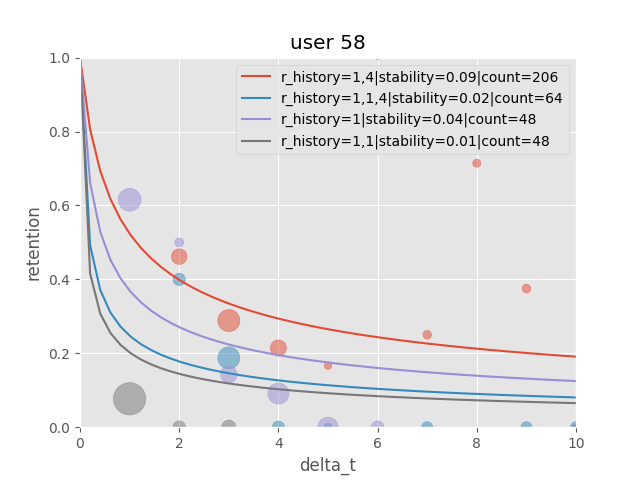 user 58
r_history=1,4|stability=0.09|count=206
r_history=1,1,4|stability=0.02|count=64
r_history=1|stability=0.04|count=48
r_history=1,1|stability=0.01|count=48
1.0
0.8
0.6
0.4
0.2
0.0
retention
0 2 4 6 8 10
delta_t